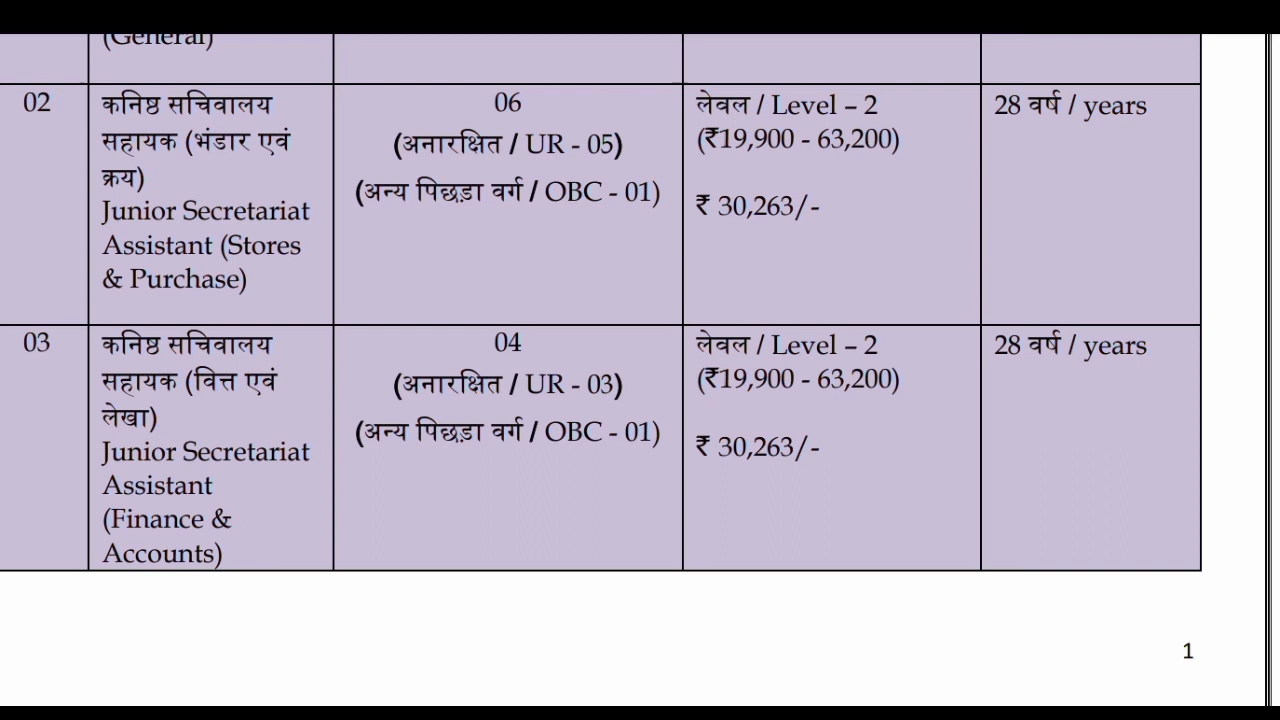 (General)
02
कनिष्ठ सचिवालय
सहायक (भंडार एवं
क्रय)
Junior Secretariat
Assistant (Stores
& Purchase)
06
(अनारक्षित / UR - 05)
(अन्य पिछड़ा वर्ग / OBC - 01)
लेवल / Level – 2
(₹19,900 - 63,200)
₹ 30,263/-
28 वर्ष / years
03
कनिष्ठ सचिवालय
सहायक (वित्त एवं
लेखा)
Junior Secretariat
Assistant
(Finance &
Accounts)
04
(अनारक्षित / UR - 03)
(अन्य पिछड़ा वर्ग / OBC - 01)
लेवल / Level – 2
(₹19,900 - 63,200)
₹ 30,263/-
28 वर्ष / years
1